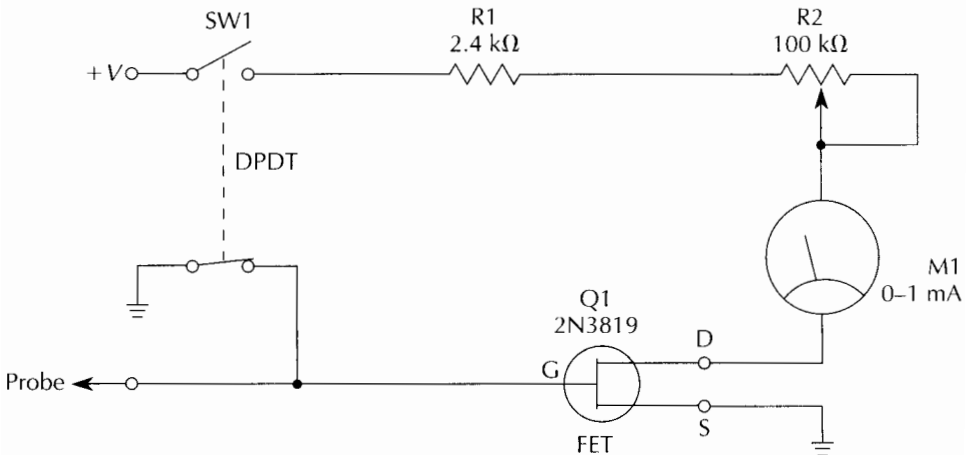 SW1
R1
2.4 kΩ
R2
100 kΩ
+V
DPDT
M1
0–1 mA
Q1
2N3819
D
G
Probe
S
FET